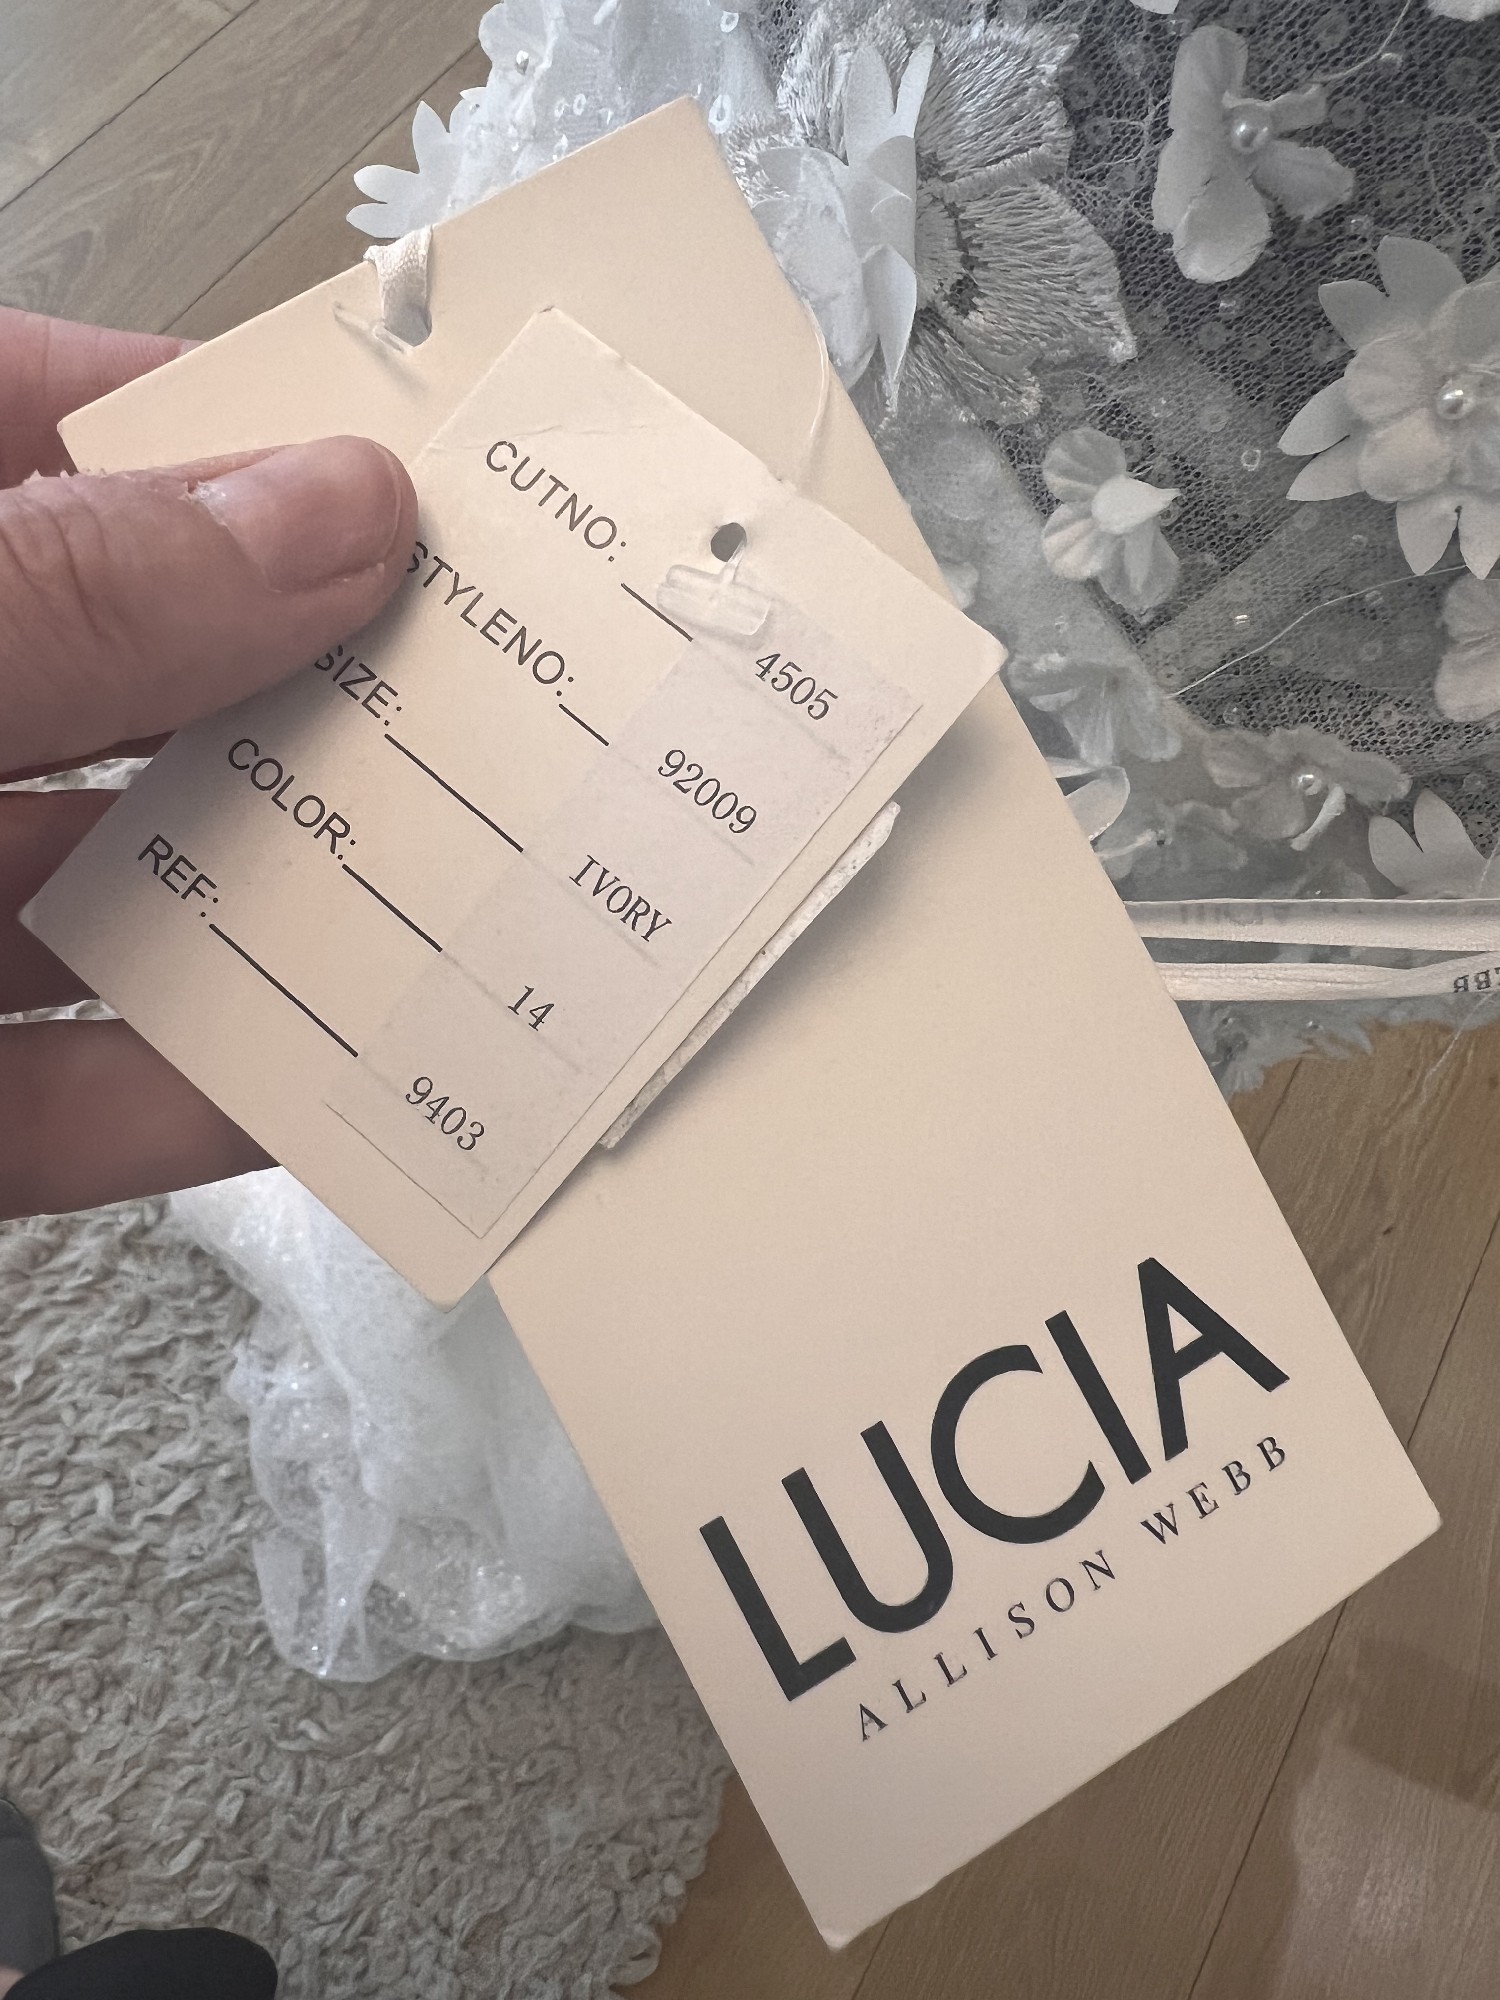 CUTNO: 4505
STYLENO: 92009
SIZE: IVORY
COLOR: 14
REF: 9403
LUCIA
ALLISON WEBB